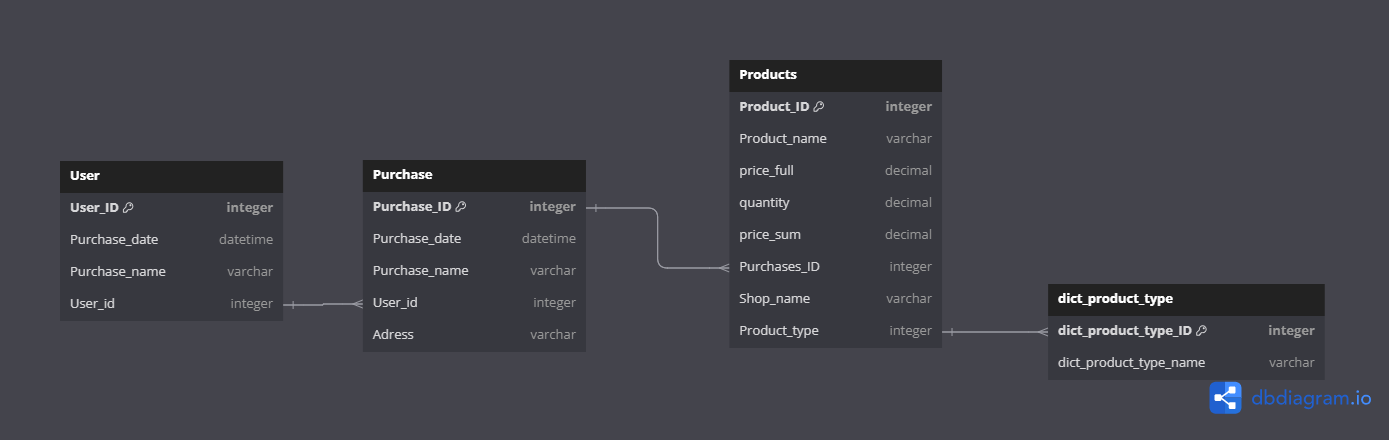 User
User_ID integer
Purchase_date datetime
Purchase_name varchar
User_id integer
Purchase
Purchase_ID integer
Purchase_date datetime
Purchase_name varchar
User_id integer
Adress varchar
Products
Product_ID integer
Product_name varchar
price_full decimal
quantity decimal
price_sum decimal
Purchases_ID integer
Shop_name varchar
Product_type integer
dict_product_type
dict_product_type_ID integer
dict_product_type_name varchar
dbdiagram.io